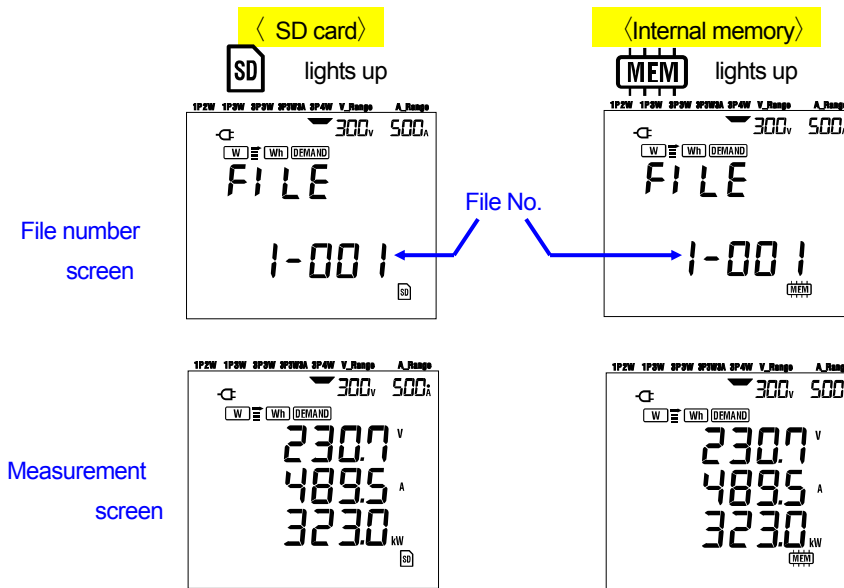 〈 SD card〉
SD lights up
1P2W 1P3W 3P3W 3P3W3A 3P4W V_Range A_Range
300V 500A
W Wh DEMAND
FILE
1-001
SD
〈Internal memory〉
MEM lights up
1P2W 1P3W 3P3W 3P3W3A 3P4W V_Range A_Range
300V 500A
W Wh DEMAND
FILE
1-001
MEM
File No.
File number
screen
1P2W 1P3W 3P3W 3P3W3A 3P4W V_Range A_Range
300V 500A
W Wh DEMAND
230.7 V
489.5 A
323.0 kW
SD
1P2W 1P3W 3P3W 3P3W3A 3P4W V_Range A_Range
300V 500
W Wh DEMAND
230.7 V
489.5 A
323.0 kW
MEM
Measurement
screen